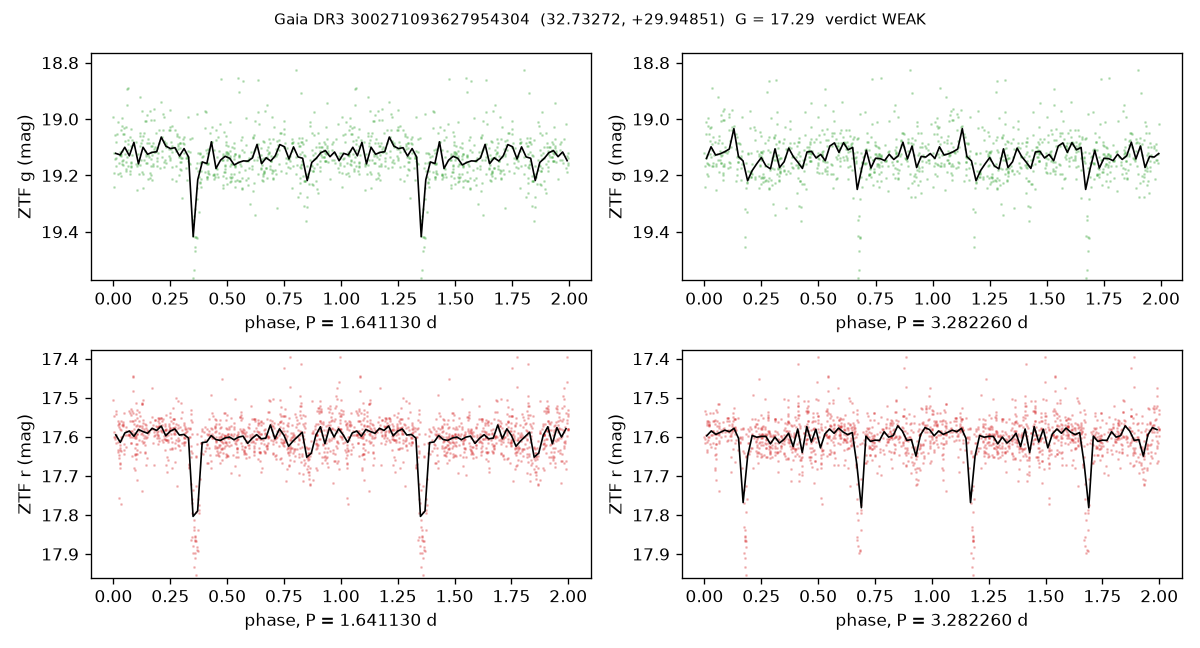 Gaia DR3 300271093627954304  (32.73272, +29.94851)  G = 17.29  verdict WEAK
18.8
19.0
19.2
19.4
ZTF g (mag)
0.00 0.25 0.50 0.75 1.00 1.25 1.50 1.75 2.00
phase, P = 1.641130 d
18.8
19.0
19.2
19.4
ZTF g (mag)
0.00 0.25 0.50 0.75 1.00 1.25 1.50 1.75 2.00
phase, P = 3.282260 d
17.4
17.5
17.6
17.7
17.8
17.9
ZTF r (mag)
0.00 0.25 0.50 0.75 1.00 1.25 1.50 1.75 2.00
phase, P = 1.641130 d
17.4
17.5
17.6
17.7
17.8
17.9
ZTF r (mag)
0.00 0.25 0.50 0.75 1.00 1.25 1.50 1.75 2.00
phase, P = 3.282260 d